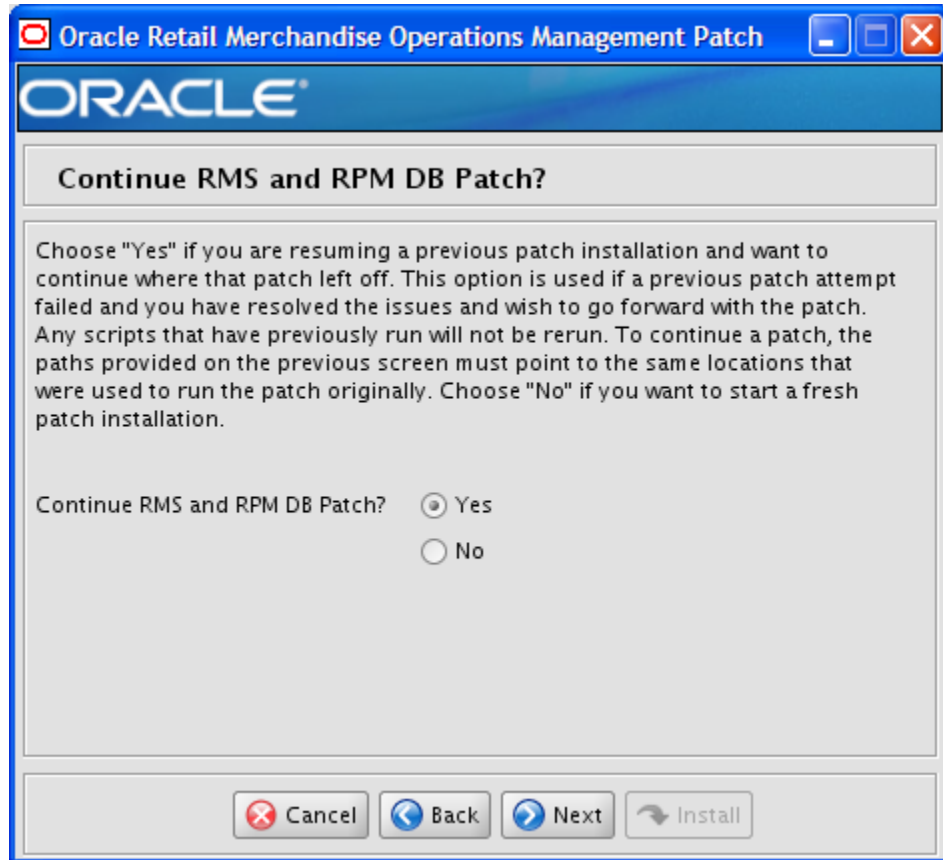 Oracle Retail Merchandise Operations Management Patch
ORACLE®
Continue RMS and RPM DB Patch?
Choose "Yes" if you are resuming a previous patch installation and want to
continue where that patch left off. This option is used if a previous patch attempt
failed and you have resolved the issues and wish to go forward with the patch.
Any scripts that have previously run will not be rerun. To continue a patch, the
paths provided on the previous screen must point to the same locations that
were used to run the patch originally. Choose "No" if you want to start a fresh
patch installation.
Continue RMS and RPM DB Patch? Yes
No
Cancel Back Next Install